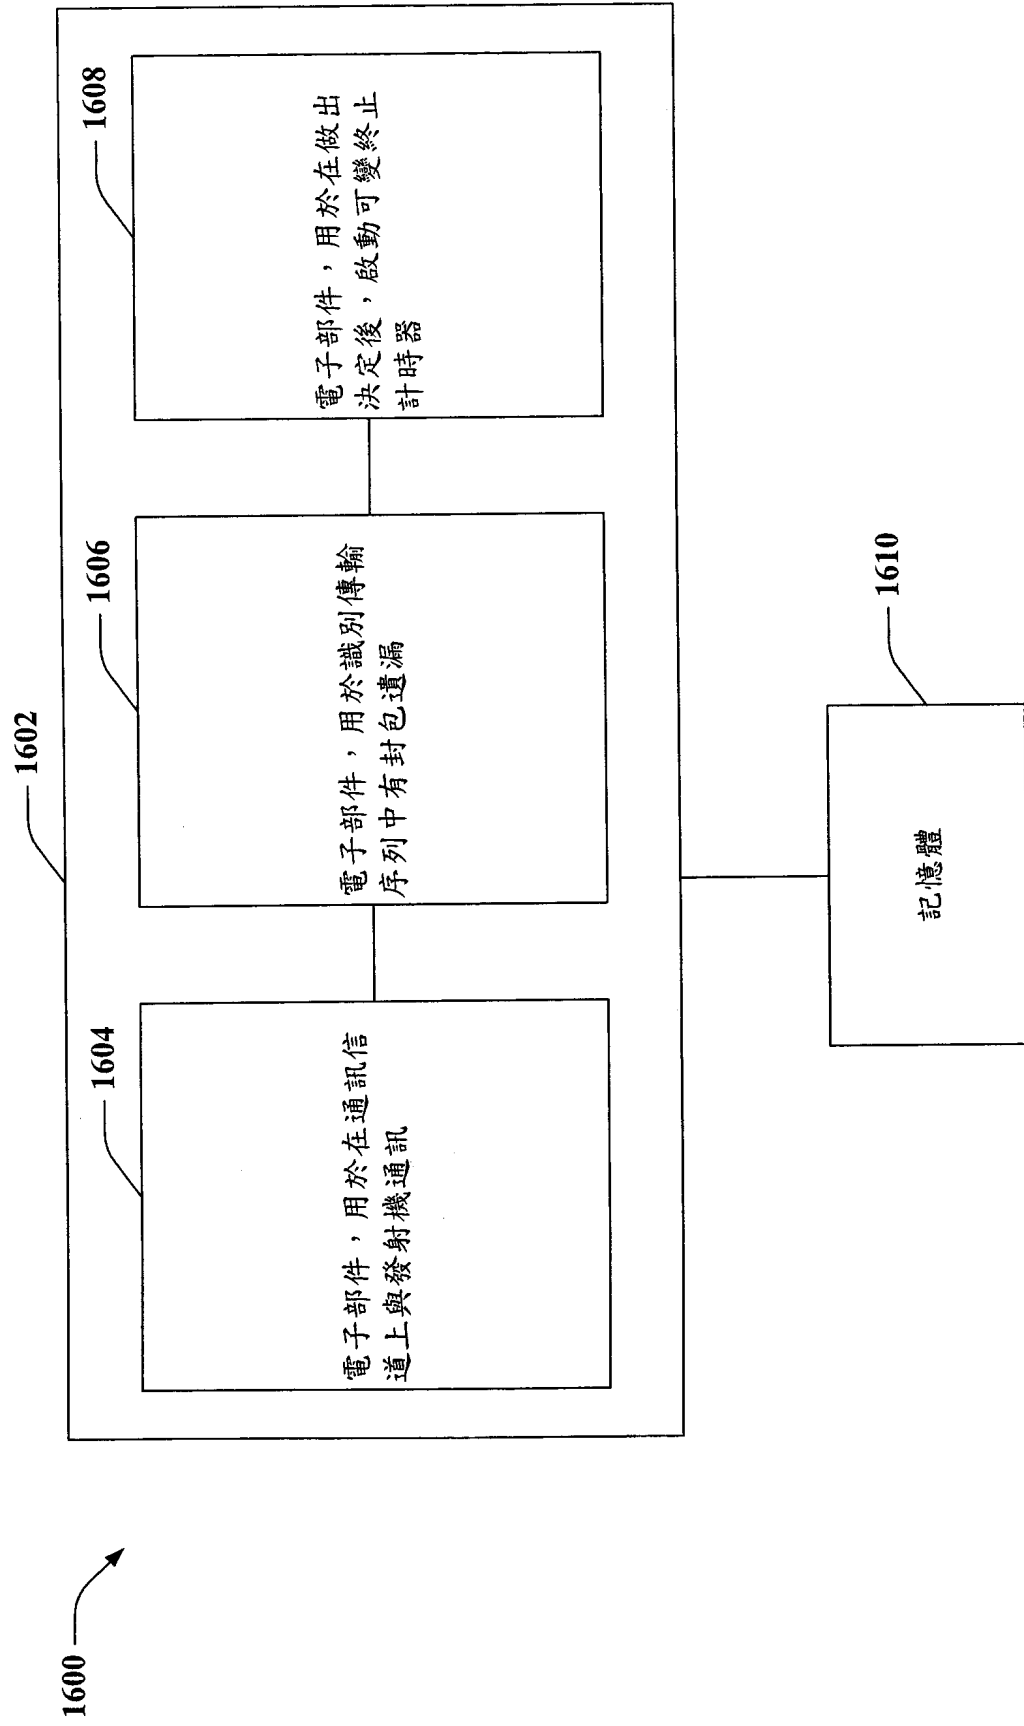 1600
1602
1604
電子部件，用於在通訊信
道上與發射機通訊
1606
電子部件，用於識別傳輸
序列中有封包遺漏
1608
電子部件，用於在做出
決定後，啟動可變終止
計時器
1610
記憶體